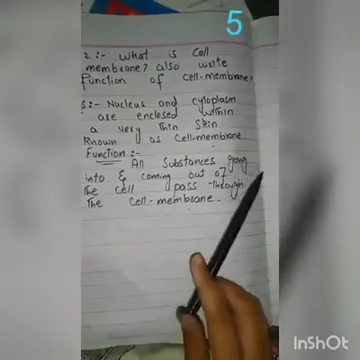 5
2:- What is Cell
membrane? also write
function of cell-membrane?
S:- Nucleus and cytoplasm
are enclosed within
a very Thin Skin
Known as Cell-membrane.
Function:-
All Substances going
into & coming out of
The cell pass through
The Cell-membrane.
InShOt